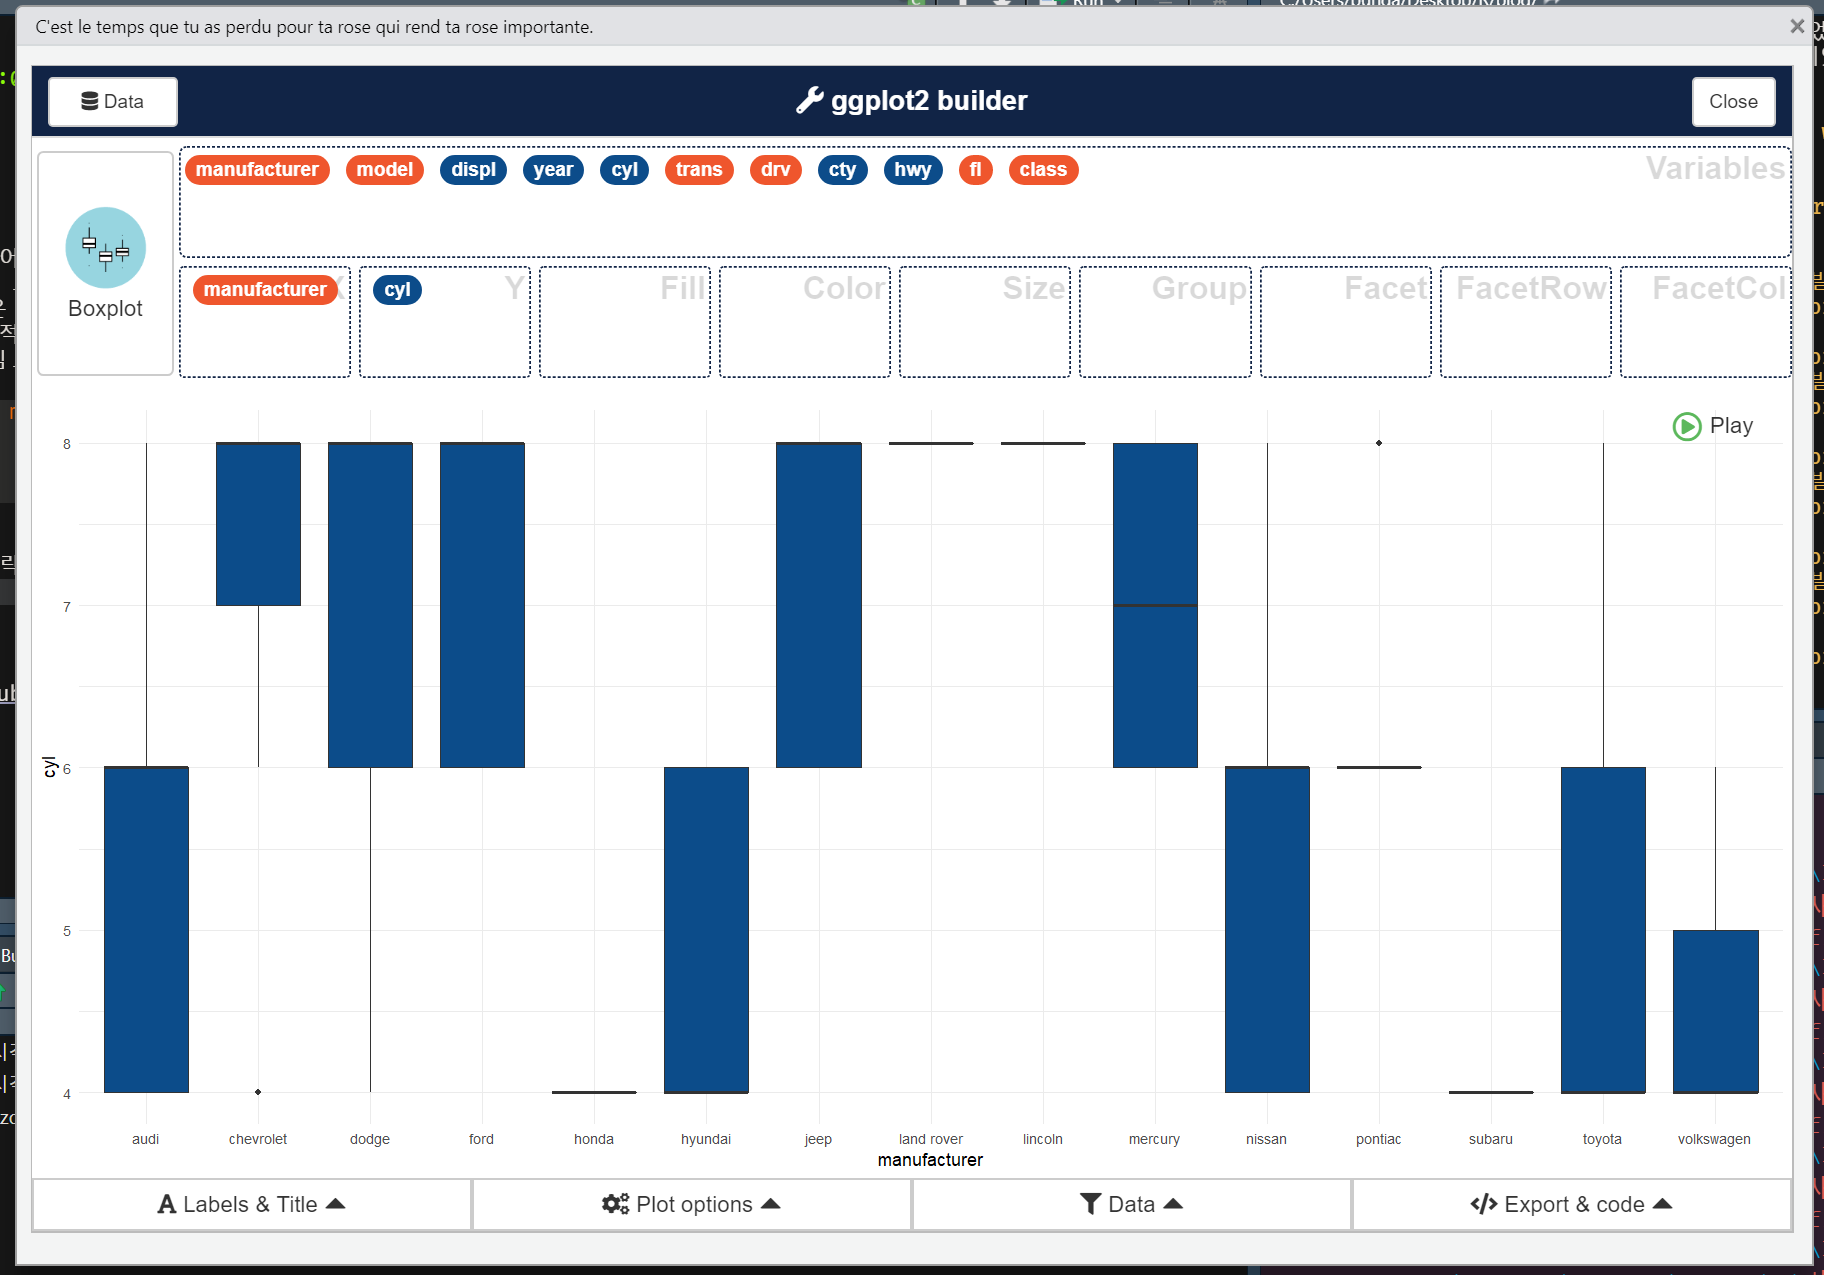 C'est le temps que tu as perdu pour ta rose qui rend ta rose importante.
Data
ggplot2 builder
Close
manufacturer model displ year cyl trans drv cty hwy fl class
Variables
Boxplot
manufacturer X
cyl Y
Fill
Color
Size
Group
Facet
FacetRow
FacetCol
Play
8
7
6
5
4
cyl
audi chevrolet dodge ford honda hyundai jeep land rover lincoln mercury nissan pontiac subaru toyota volkswagen
manufacturer
Labels & Title
Plot options
Data
Export & code